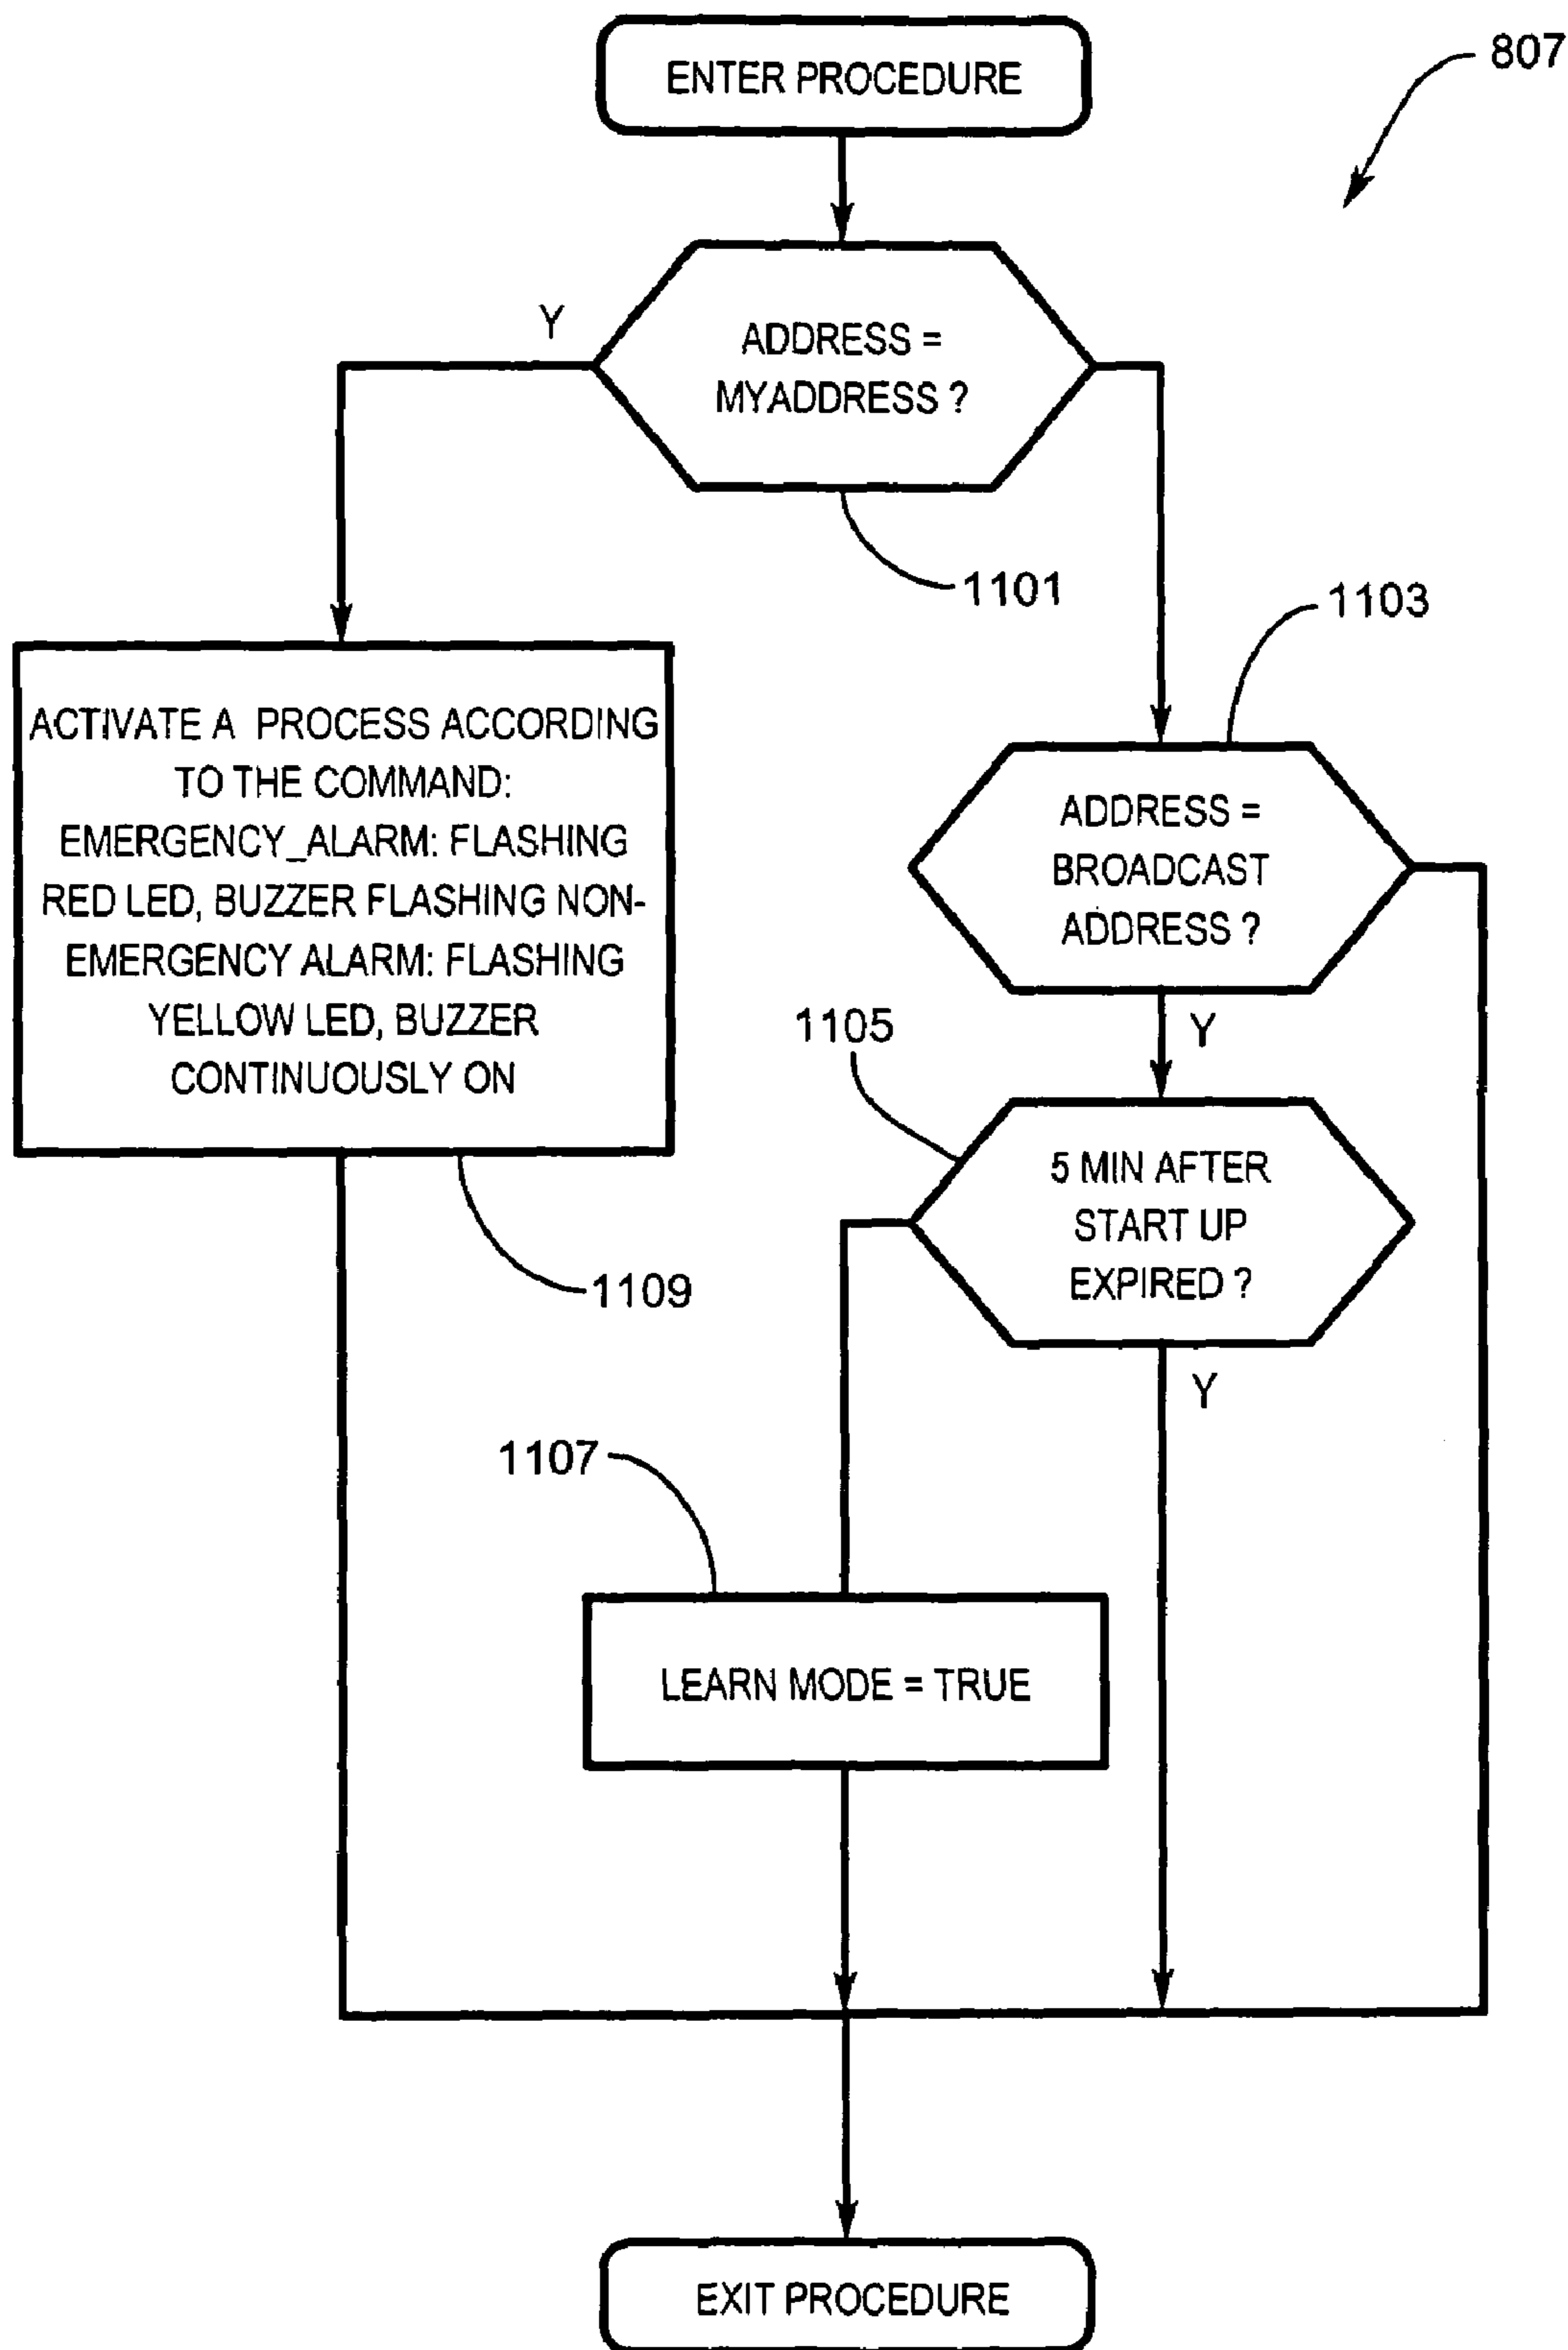 ENTER PROCEDURE
807
Y
ADDRESS =
MYADDRESS ?
1101
1103
ACTIVATE A PROCESS ACCORDING
TO THE COMMAND:
EMERGENCY_ALARM: FLASHING
RED LED, BUZZER FLASHING NON-
EMERGENCY ALARM: FLASHING
YELLOW LED, BUZZER
CONTINUOUSLY ON
1109
ADDRESS =
BROADCAST
ADDRESS ?
Y
1105
5 MIN AFTER
START UP
EXPIRED ?
Y
1107
LEARN MODE = TRUE
EXIT PROCEDURE